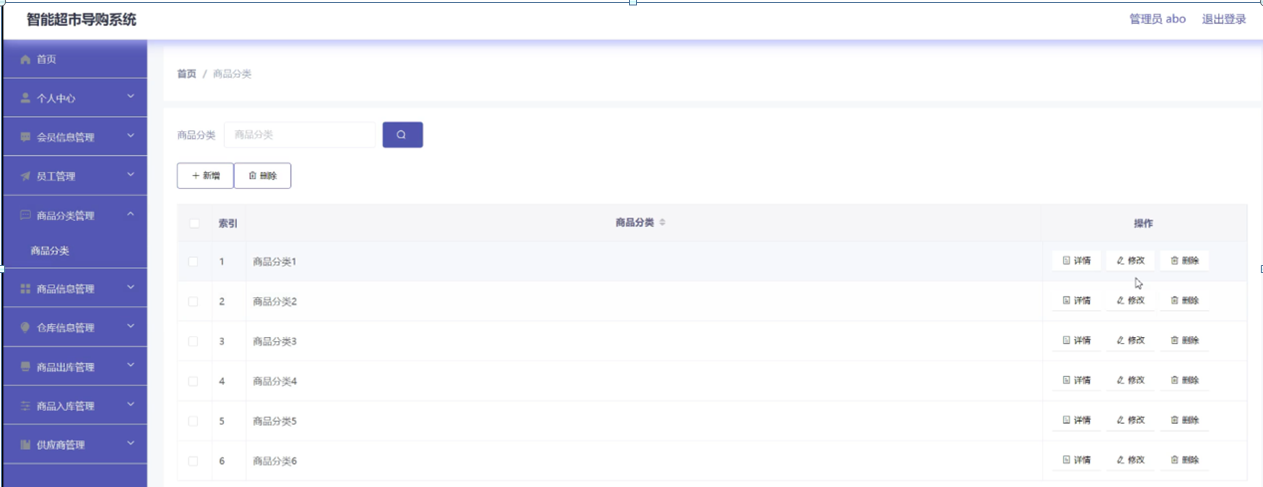 智能超市导购系统
管理员 abo 退出登录
首页
个人中心
会员信息管理
员工管理
商品分类管理
商品分类
商品信息管理
仓库信息管理
商品出库管理
商品入库管理
供应商管理
首页 / 商品分类
商品分类 商品分类
新增 删除
索引 商品分类 操作
1 商品分类1 详情 修改 删除
2 商品分类2 详情 修改 删除
3 商品分类3 详情 修改 删除
4 商品分类4 详情 修改 删除
5 商品分类5 详情 修改 删除
6 商品分类6 详情 修改 删除